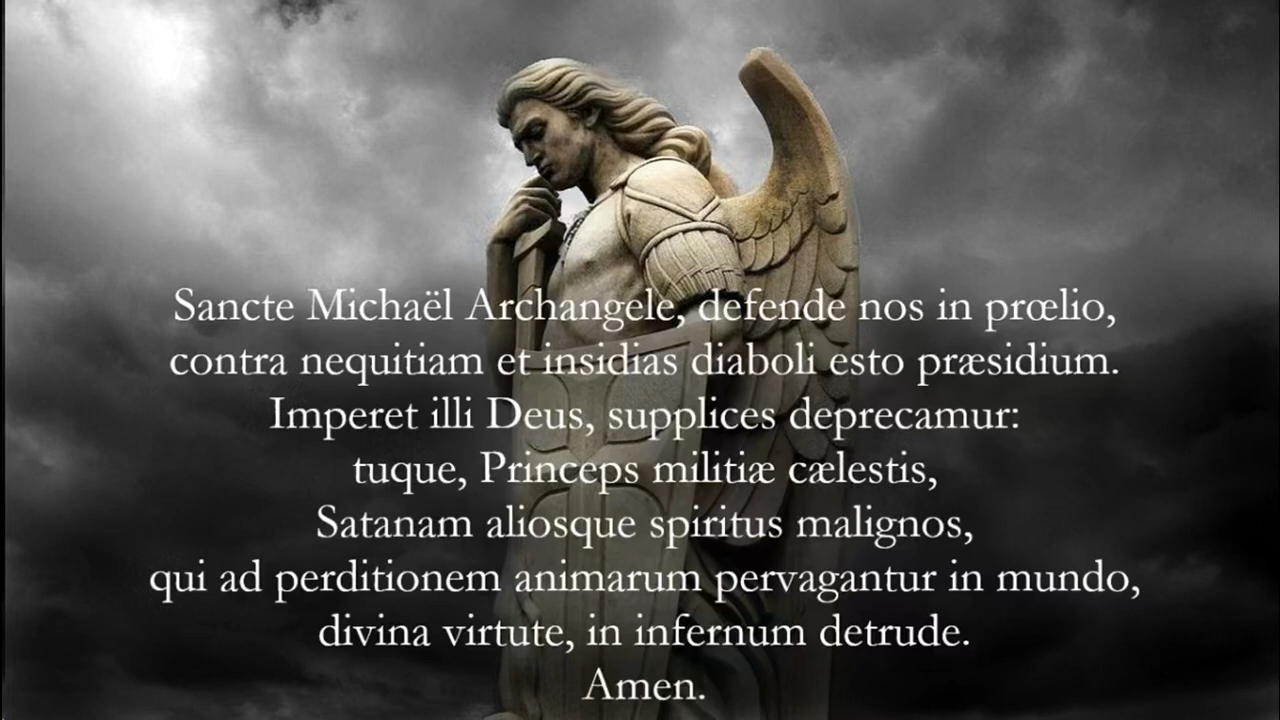 Sancte Michaël Archangele, defende nos in prœlio,
contra nequitiam et insidias diaboli esto præsidium.
Imperet illi Deus, supplices deprecamur:
tuque, Princeps militiæ cælestis,
Satanam aliosque spiritus malignos,
qui ad perditionem animarum pervagantur in mundo,
divina virtute, in infernum detrude.
Amen.